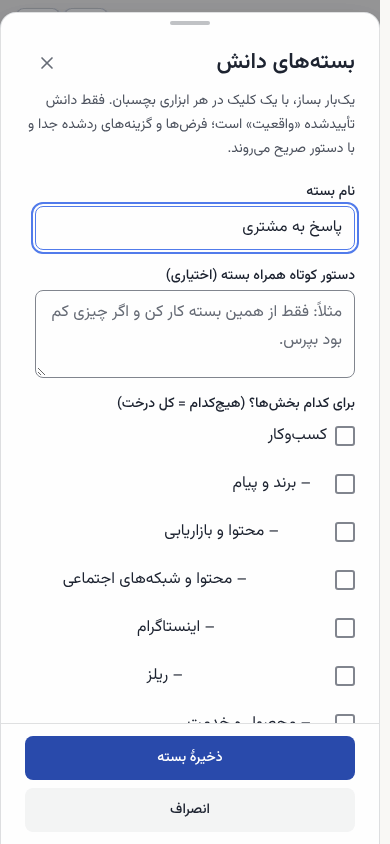 بسته‌های دانش
یک‌بار بساز، با یک کلیک در هر ابزاری بچسبان. فقط دانش
تأییدشده «واقعیت» است؛ فرض‌ها و گزینه‌های ردشده جدا و
با دستور صریح می‌روند.
نام بسته
پاسخ به مشتری
دستور کوتاه همراه بسته (اختیاری)
مثلاً: فقط از همین بسته کار کن و اگر چیزی کم
بود بپرس.
برای کدام بخش‌ها؟ (هیچ‌کدام = کل درخت)
کسب‌وکار
– برند و پیام
– محتوا و بازاریابی
– محتوا و شبکه‌های اجتماعی
– اینستاگرام
– ریلز
– محصول و خدمت
ذخیرهٔ بسته
انصراف